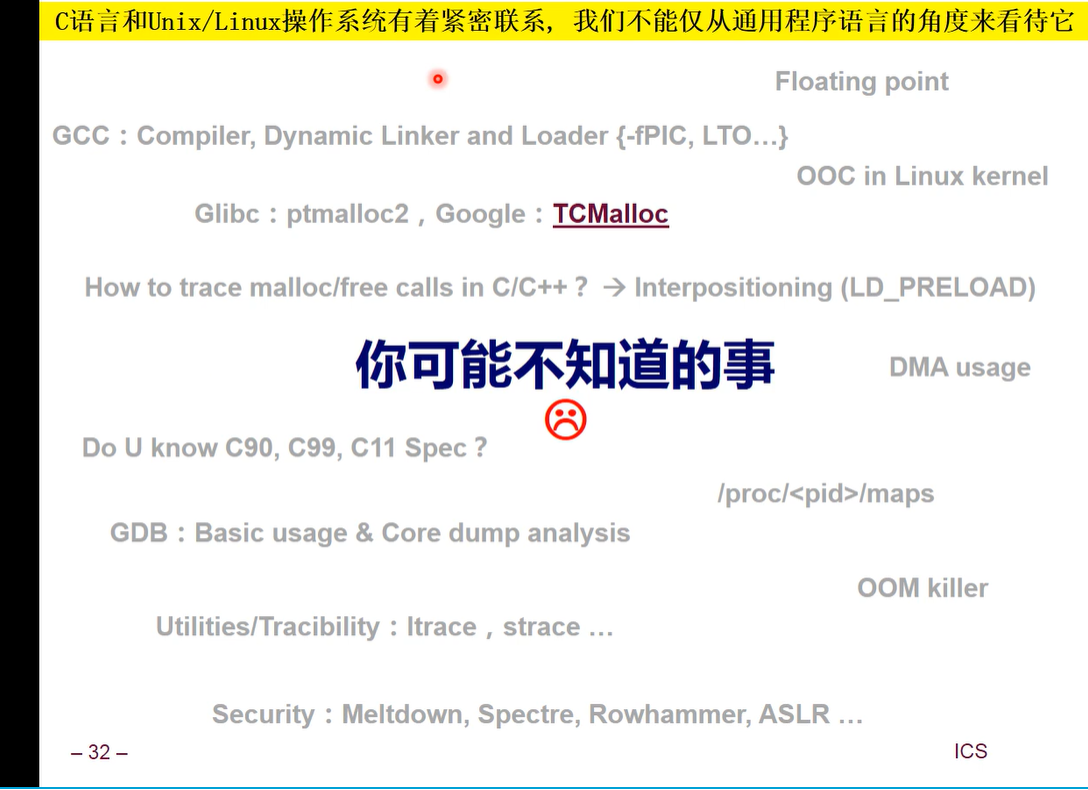 C语言和Unix/Linux操作系统有着紧密联系, 我们不能仅从通用程序语言的角度来看待它
Floating point
GCC：Compiler, Dynamic Linker and Loader {-fPIC, LTO…}
OOC in Linux kernel
Glibc：ptmalloc2，Google：TCMalloc
How to trace malloc/free calls in C/C++？ → Interpositioning (LD_PRELOAD)
你可能不知道的事
DMA usage
Do U know C90, C99, C11 Spec？
/proc/<pid>/maps
GDB：Basic usage & Core dump analysis
OOM killer
Utilities/Tracibility：ltrace，strace …
Security：Meltdown, Spectre, Rowhammer, ASLR …
– 32 –
ICS